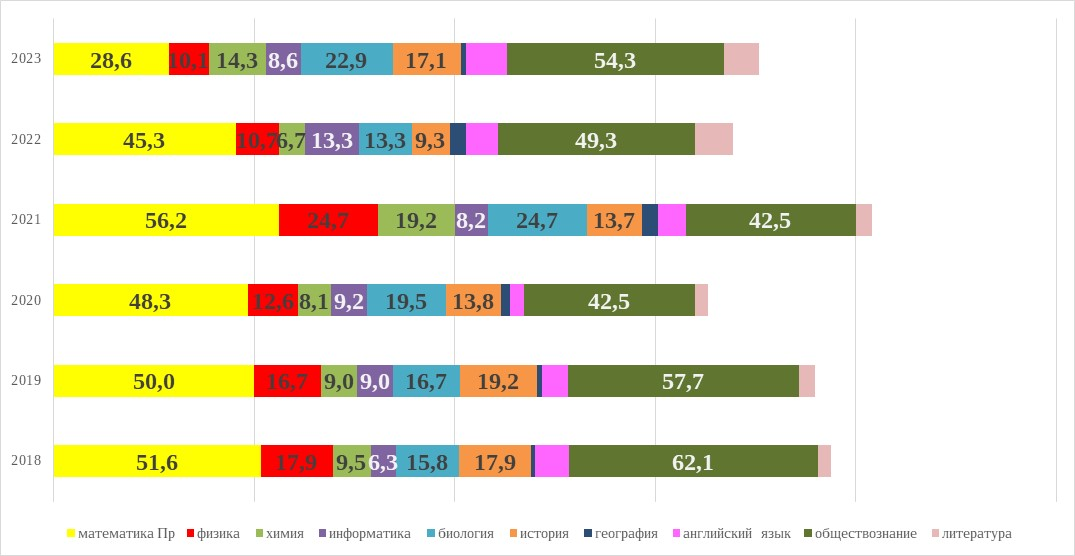 2023 28,6 10,1 14,3 8,6 22,9 17,1 54,3
2022 45,3 10,7 6,7 13,3 13,3 9,3 49,3
2021 56,2 24,7 19,2 8,2 24,7 13,7 42,5
2020 48,3 12,6 8,1 9,2 19,5 13,8 42,5
2019 50,0 16,7 9,0 9,0 16,7 19,2 57,7
2018 51,6 17,9 9,5 6,3 15,8 17,9 62,1
математика Пр физика химия информатика биология история география английский язык обществознание литература